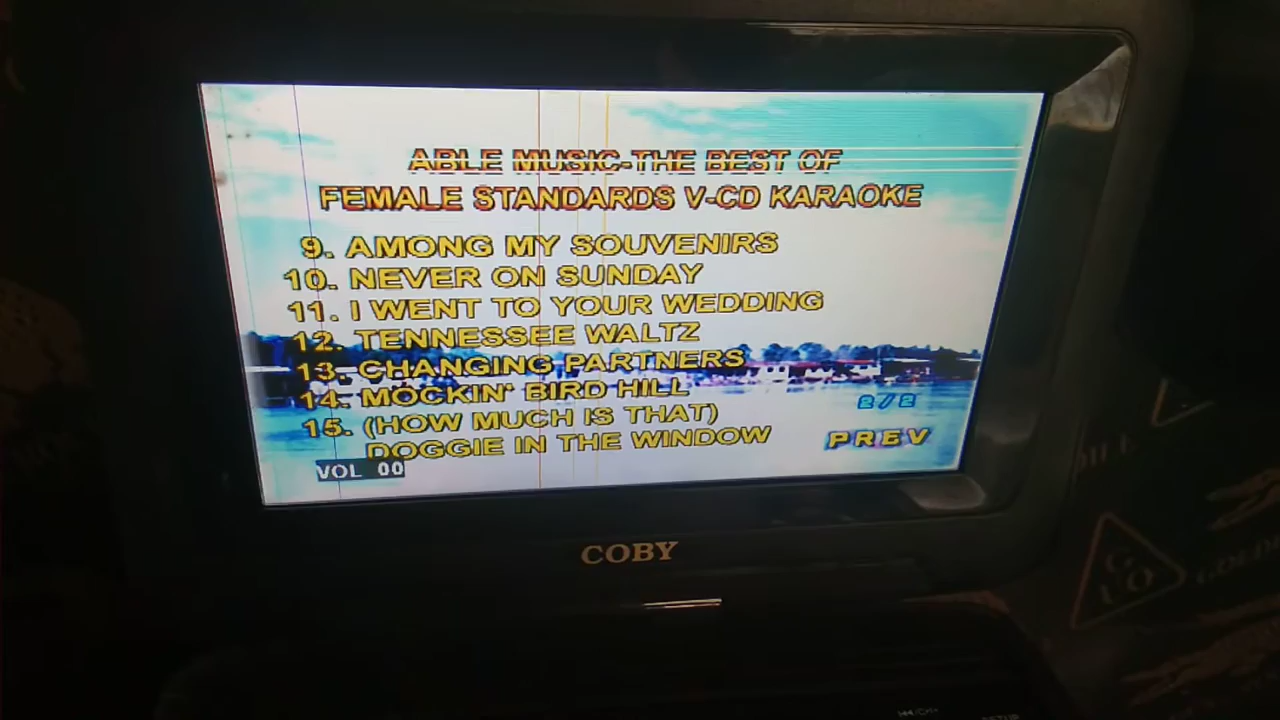 ABLE MUSIC-THE BEST OF
FEMALE STANDARDS V-CD KARAOKE
9. AMONG MY SOUVENIRS
10. NEVER ON SUNDAY
11. I WENT TO YOUR WEDDING
12. TENNESSEE WALTZ
13. CHANGING PARTNERS
14. MOCKIN' BIRD HILL
15. (HOW MUCH IS THAT)
DOGGIE IN THE WINDOW
2/2
PREV
VOL 00
COBY